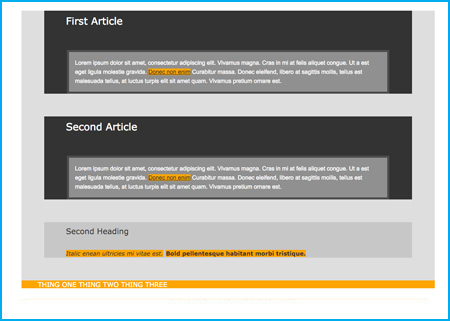 First Article
Lorem ipsum dolor sit amet, consectetur adipiscing elit. Vivamus magna. Cras in mi at felis aliquet congue. Ut a est
eget ligula molestie gravida. Donec non enim Curabitur massa. Donec eleifend, libero at sagittis mollis, tellus est
malesuada tellus, at luctus turpis elit sit amet quam. Vivamus pretium ornare est.
Second Article
Lorem ipsum dolor sit amet, consectetur adipiscing elit. Vivamus magna. Cras in mi at felis aliquet congue. Ut a est
eget ligula molestie gravida. Donec non enim Curabitur massa. Donec eleifend, libero at sagittis mollis, tellus est
malesuada tellus, at luctus turpis elit sit amet quam. Vivamus pretium ornare est.
Second Heading
Italic enean ultricies mi vitae est. Bold pellentesque habitant morbi tristique.
THING ONE THING TWO THING THREE